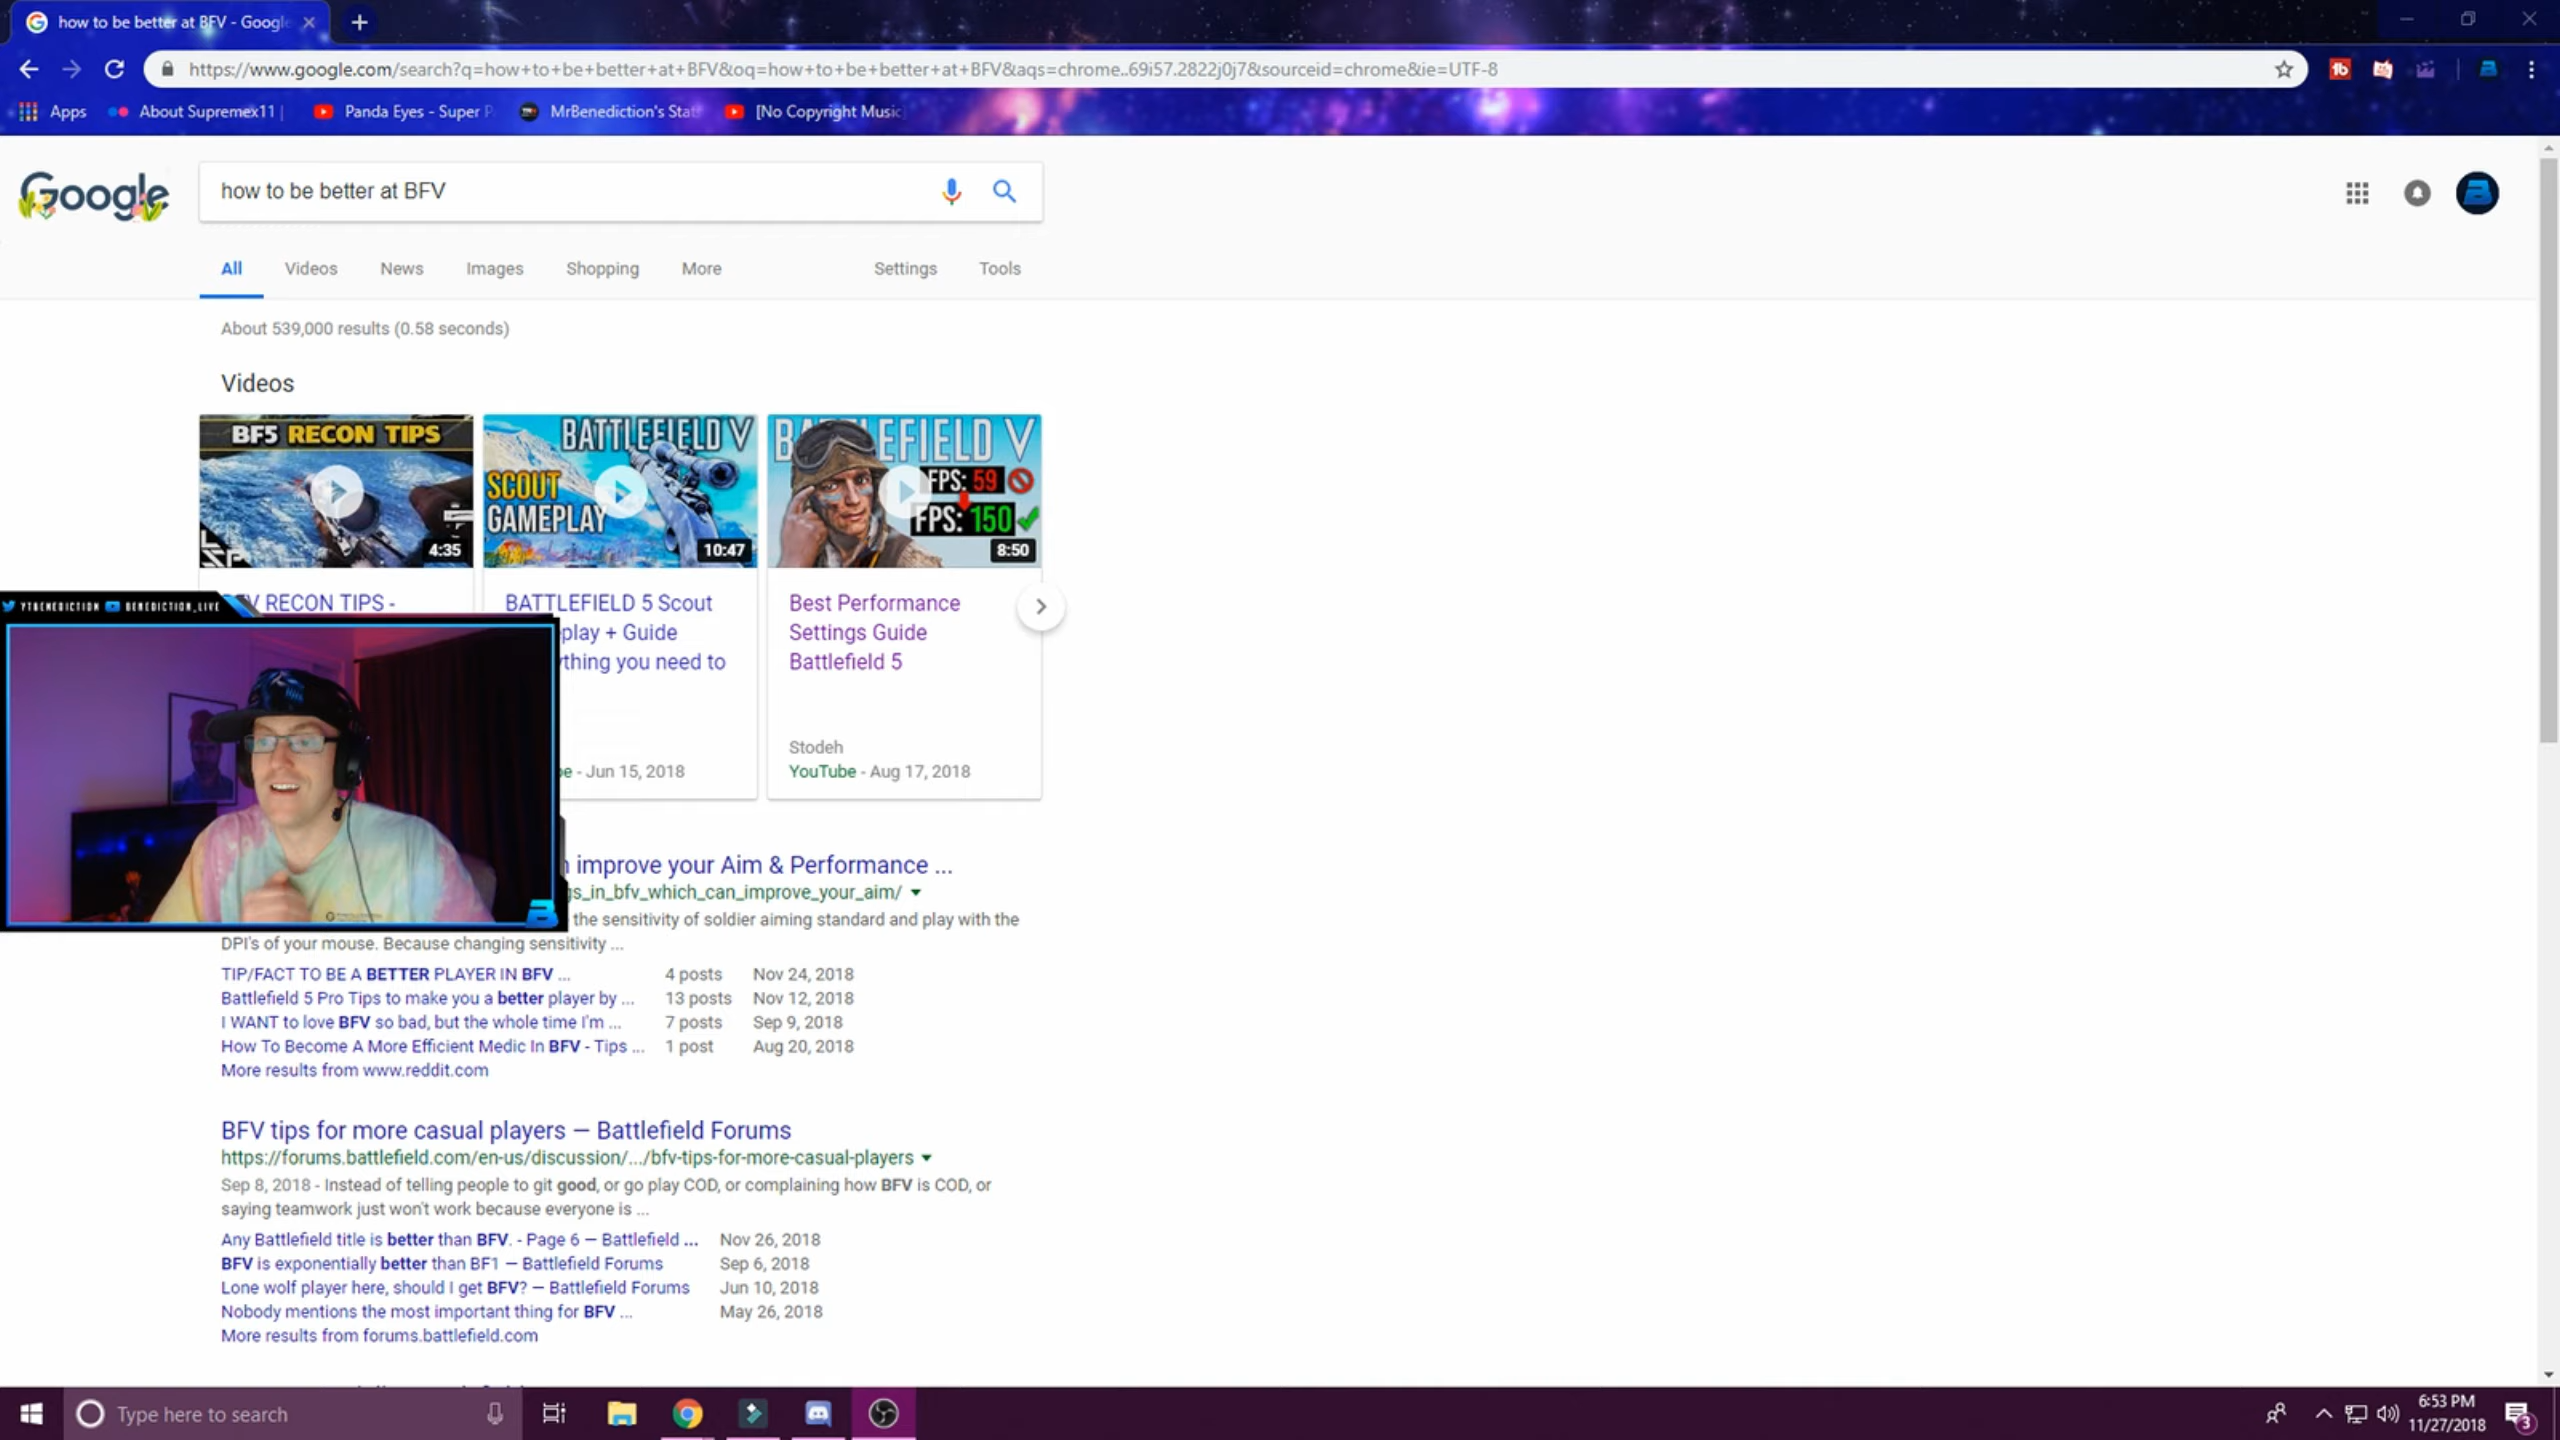 how to be better at BFV - Google
https://www.google.com/search?q=how+to+be+better+at+BFV&oq=how+to+be+better+at+BFV&aqs=chrome..69i57.2822j0j7&sourceid=chrome&ie=UTF-8
Apps About Supremex11 | Panda Eyes - Super P MrBenediction's Stat [No Copyright Music
Google
how to be better at BFV
All Videos News Images Shopping More Settings Tools
About 539,000 results (0.58 seconds)
Videos
BF5 RECON TIPS
4:35
BATTLEFIELD V
SCOUT
GAMEPLAY
10:47
BATTLEFIELD V
FPS: 59
FPS: 150
8:50
RECON TIPS -
BATTLEFIELD 5 Scout
play + Guide
thing you need to
- Jun 15, 2018
Best Performance
Settings Guide
Battlefield 5
Stodeh
YouTube - Aug 17, 2018
YTBENEDICTION BENEDICTION_LIVE
improve your Aim & Performance ...
gs_in_bfv_which_can_improve_your_aim/
the sensitivity of soldier aiming standard and play with the
DPI's of your mouse. Because changing sensitivity ...
TIP/FACT TO BE A BETTER PLAYER IN BFV ... 4 posts Nov 24, 2018
Battlefield 5 Pro Tips to make you a better player by ... 13 posts Nov 12, 2018
I WANT to love BFV so bad, but the whole time I'm ... 7 posts Sep 9, 2018
How To Become A More Efficient Medic In BFV - Tips ... 1 post Aug 20, 2018
More results from www.reddit.com
BFV tips for more casual players — Battlefield Forums
https://forums.battlefield.com/en-us/discussion/.../bfv-tips-for-more-casual-players
Sep 8, 2018 - Instead of telling people to git good, or go play COD, or complaining how BFV is COD, or
saying teamwork just won't work because everyone is ...
Any Battlefield title is better than BFV. - Page 6 — Battlefield ... Nov 26, 2018
BFV is exponentially better than BF1 — Battlefield Forums Sep 6, 2018
Lone wolf player here, should I get BFV? — Battlefield Forums Jun 10, 2018
Nobody mentions the most important thing for BFV ... May 26, 2018
More results from forums.battlefield.com
Type here to search
6:53 PM
11/27/2018
3